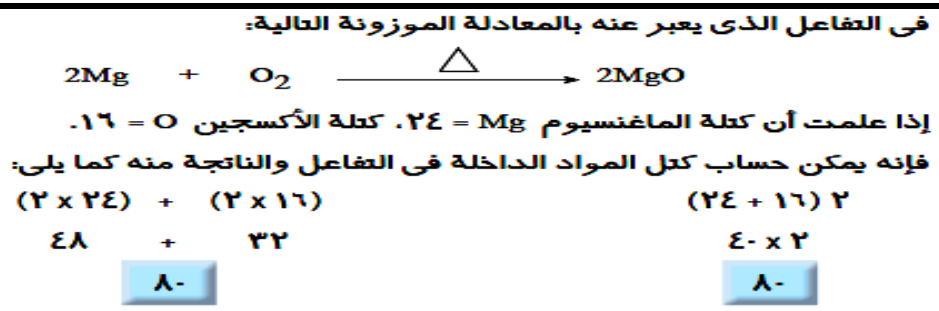 فى التفاعل الذى يعبر عنه بالمعادلة الموزونة التالية:
2Mg + O₂ △ 2MgO
إذا علمت أن كتلة الماغنسيوم Mg = ٢٤، كتلة الأكسجين O = ١٦.
فإنه يمكن حساب كتل المواد الداخلة فى التفاعل والناتجة منه كما يلى:
(٢ x ٢٤) + (٢ x ١٦) ٢ (٢٤ + ١٦)
٤٨ + ٣٢ ٤٠ x ٢
٨٠ ٨٠